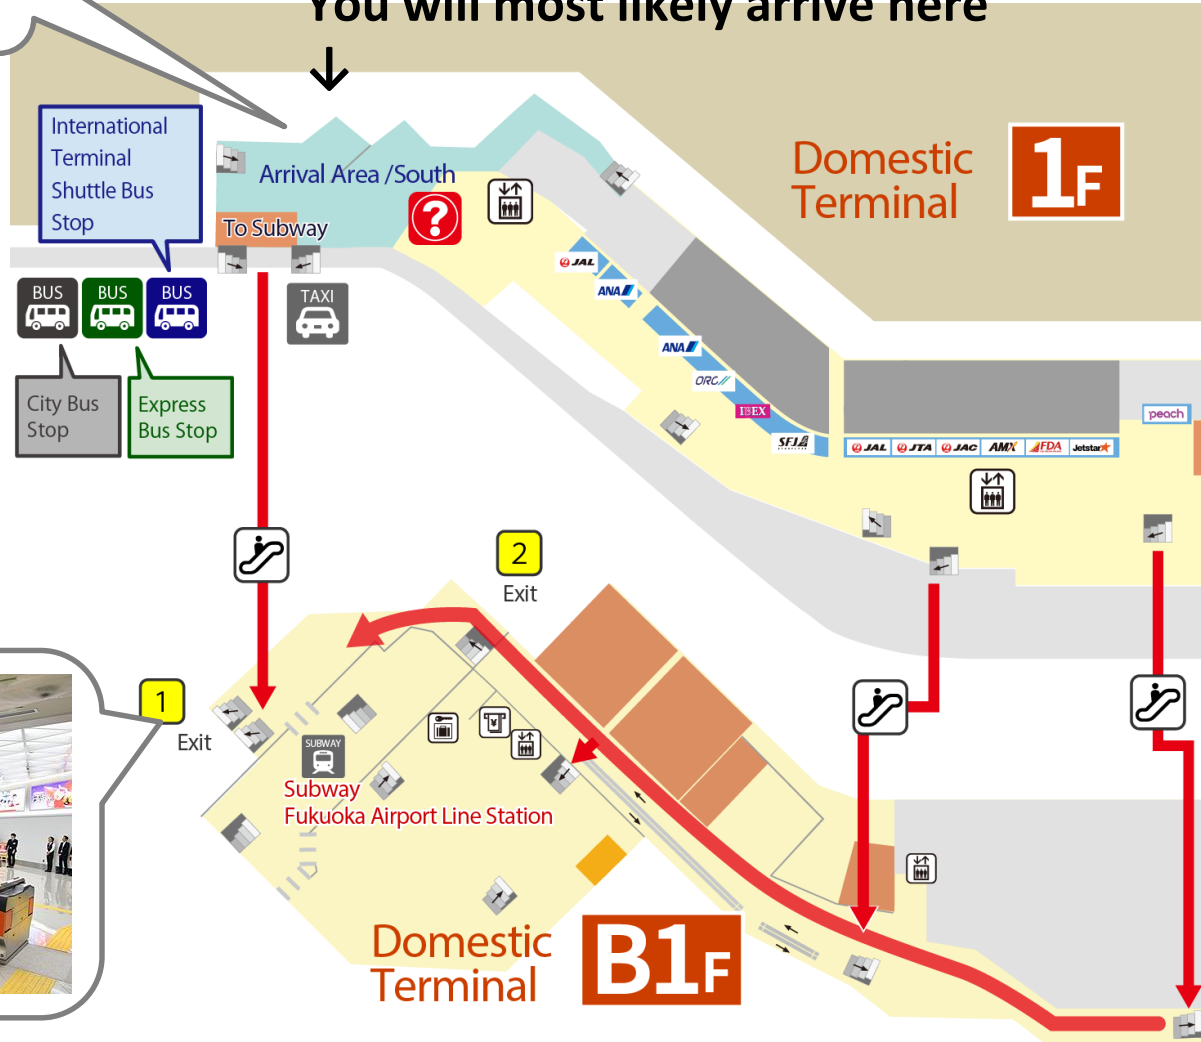 You will most likely arrive here
International
Terminal
Shuttle Bus
Stop
Arrival Area /South
To Subway
?
Domestic
Terminal
1F
BUS
BUS
BUS
TAXI
City Bus
Stop
Express
Bus Stop
JAL
ANA
ANA
ORC
IBEX
SFJ
JAL
JTA
JAC
AMX
FDA
Jetstar
peach
2
Exit
1
Exit
SUBWAY
¥
Subway
Fukuoka Airport Line Station
Domestic
Terminal
B1F